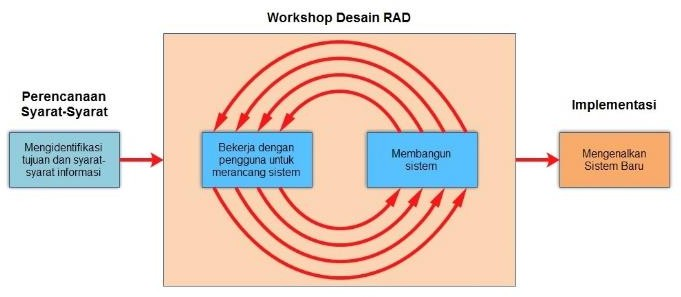 Workshop Desain RAD
Perencanaan
Syarat-Syarat
Mengidentifikasi
tujuan dan syarat-
syarat informasi
Bekerja dengan
pengguna untuk
merancang sistem
Membangun
sistem
Implementasi
Mengenalkan
Sistem Baru